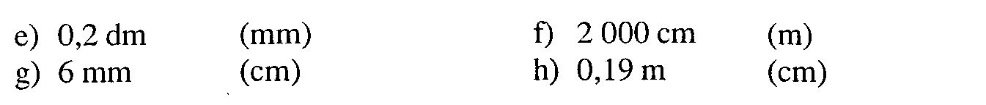 e) 0,2 dm (mm) f) 2 000 cm (m)
g) 6 mm (cm) h) 0,19 m (cm)